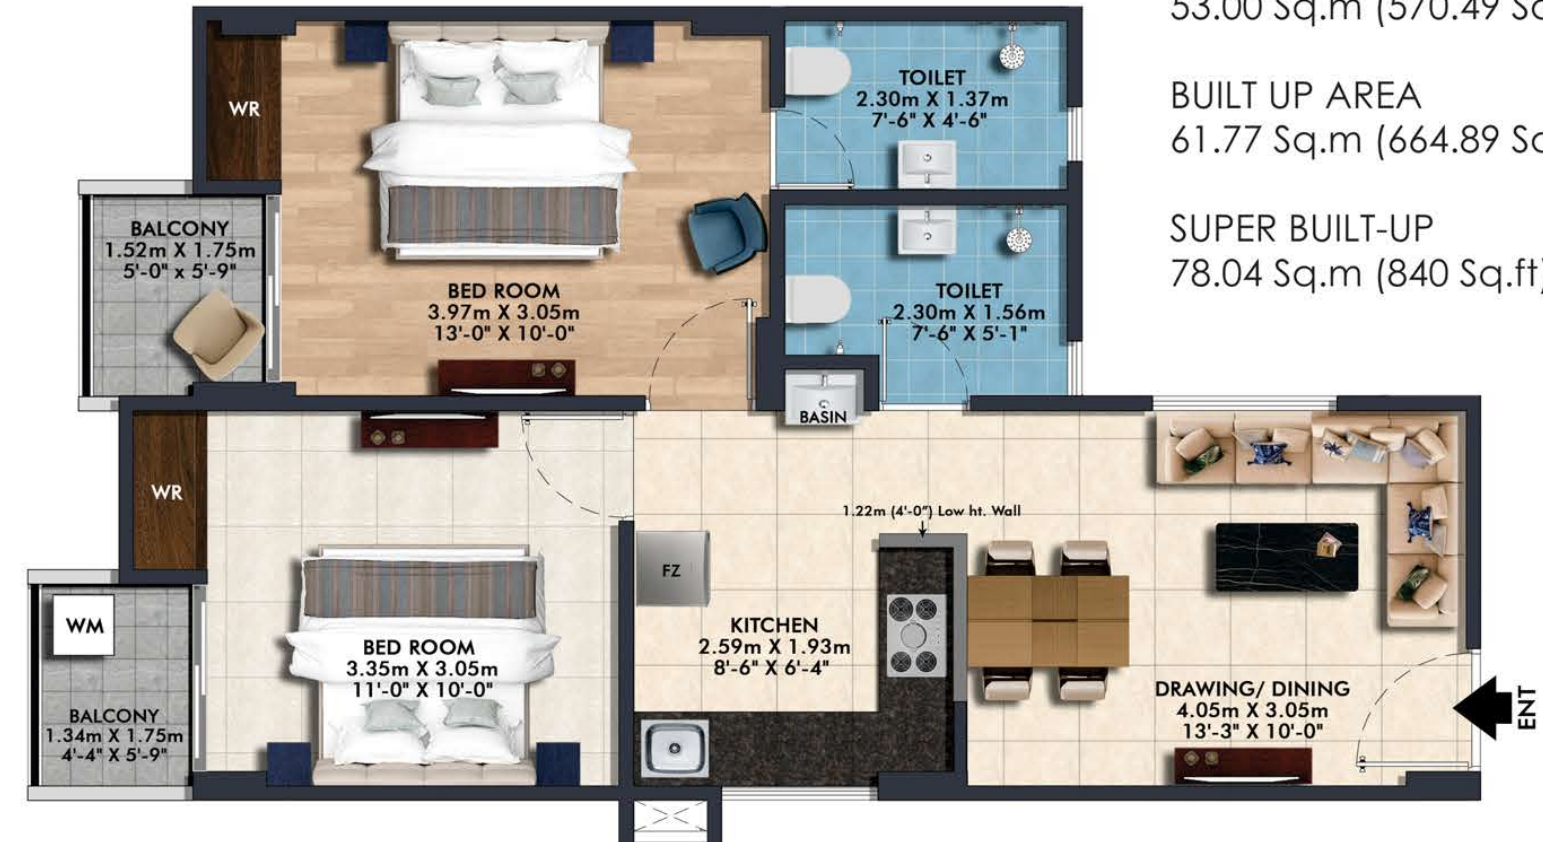 53.00 Sq.m (570.49
BUILT UP AREA
61.77 Sq.m (664.89
SUPER BUILT-UP
78.04 Sq.m (840 Sq.ft)
WR
TOILET
2.30m X 1.37m
7'-6" X 4'-6"
BALCONY
1.52m X 1.75m
5'-0" x 5'-9"
BED ROOM
3.97m X 3.05m
13'-0" X 10'-0"
TOILET
2.30m X 1.56m
7'-6" X 5'-1"
BASIN
WR
1.22m (4'-0") Low ht. Wall
FZ
WM
BED ROOM
3.35m X 3.05m
11'-0" X 10'-0"
KITCHEN
2.59m X 1.93m
8'-6" X 6'-4"
BALCONY
1.34m X 1.75m
4'-4" X 5'-9"
DRAWING/ DINING
4.05m X 3.05m
13'-3" X 10'-0"
ENT